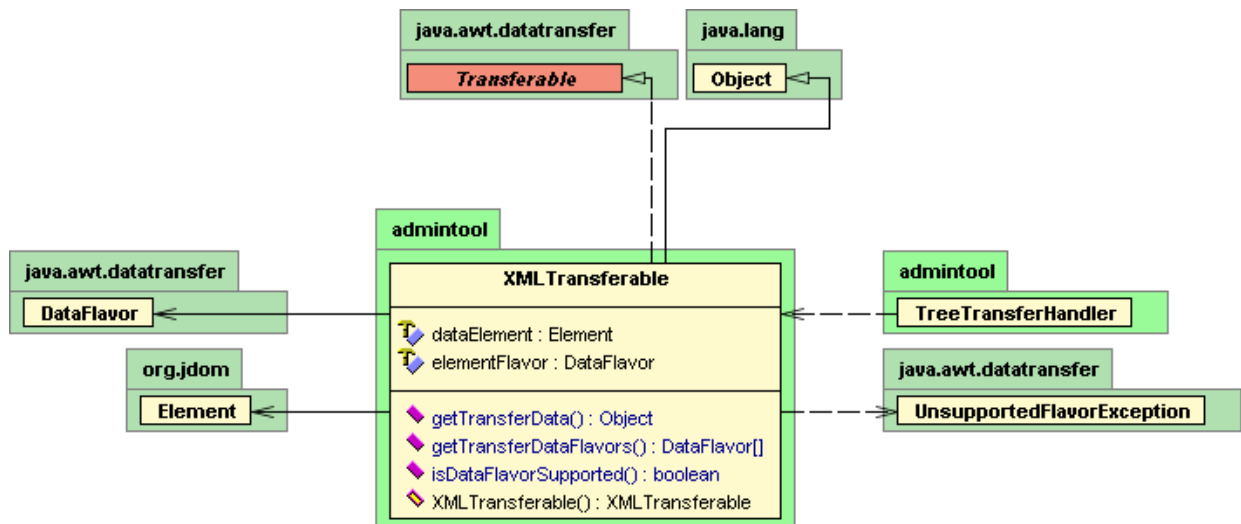 java.awt.datatransfer
Transferable
java.lang
Object
java.awt.datatransfer
DataFlavor
org.jdom
Element
admintool
XMLTransferable
dataElement : Element
elementFlavor : DataFlavor
getTransferData() : Object
getTransferDataFlavors() : DataFlavor[]
isDataFlavorSupported() : boolean
XMLTransferable() : XMLTransferable
admintool
TreeTransferHandler
java.awt.datatransfer
UnsupportedFlavorException